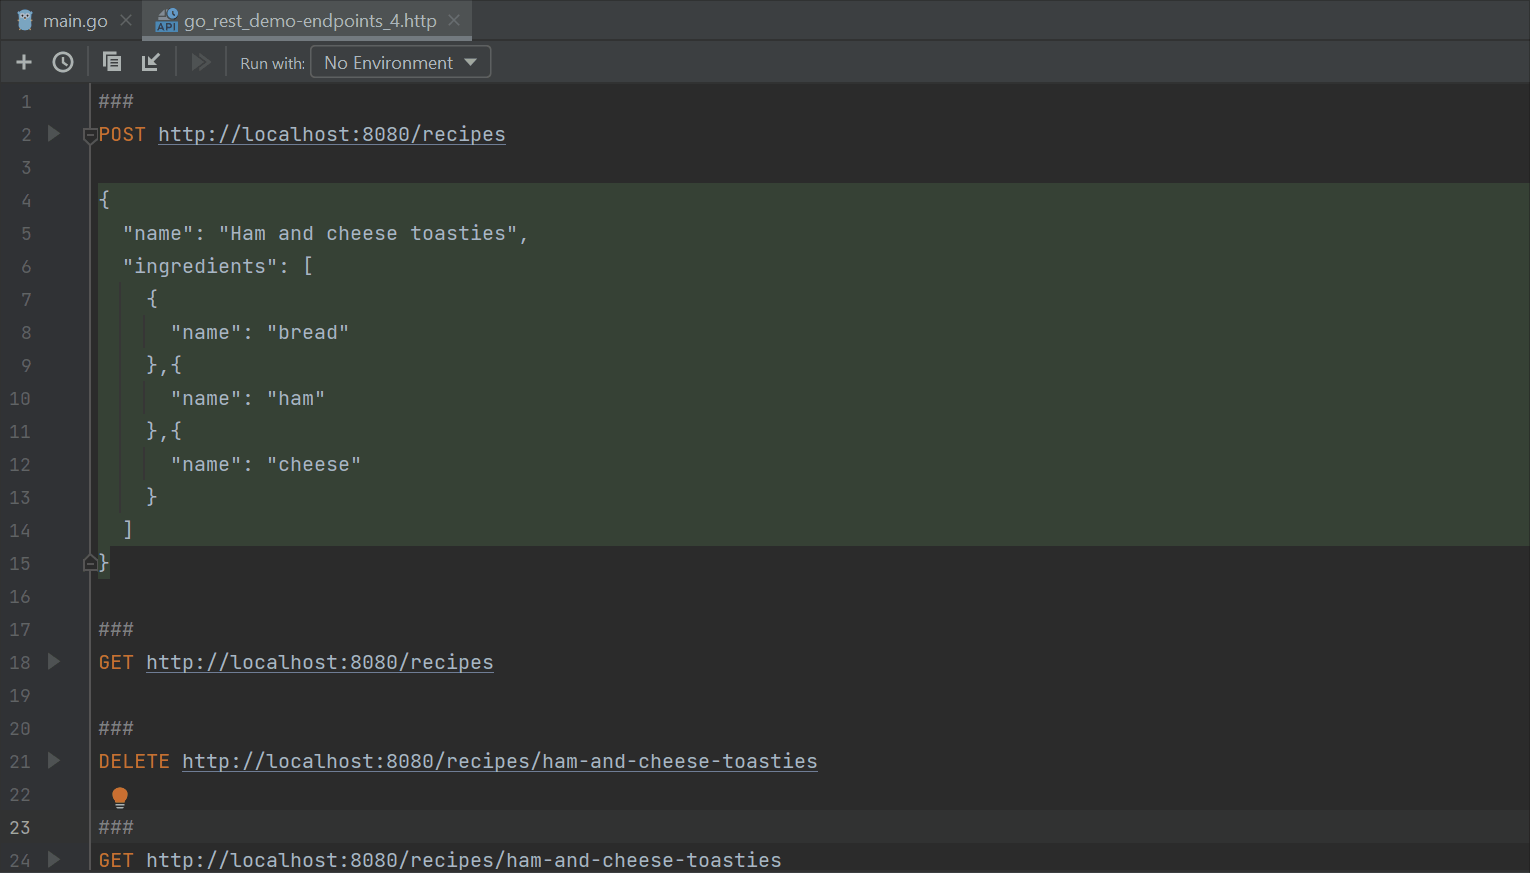 main.go go_rest_demo-endpoints_4.http
API
Run with: No Environment
1 ###
2 POST http://localhost:8080/recipes
3
4 {
5 "name": "Ham and cheese toasties",
6 "ingredients": [
7 {
8 "name": "bread"
9 },{
10 "name": "ham"
11 },{
12 "name": "cheese"
13 }
14 ]
15 }
16
17 ###
18 GET http://localhost:8080/recipes
19
20 ###
21 DELETE http://localhost:8080/recipes/ham-and-cheese-toasties
22
23 ###
24 GET http://localhost:8080/recipes/ham-and-cheese-toasties